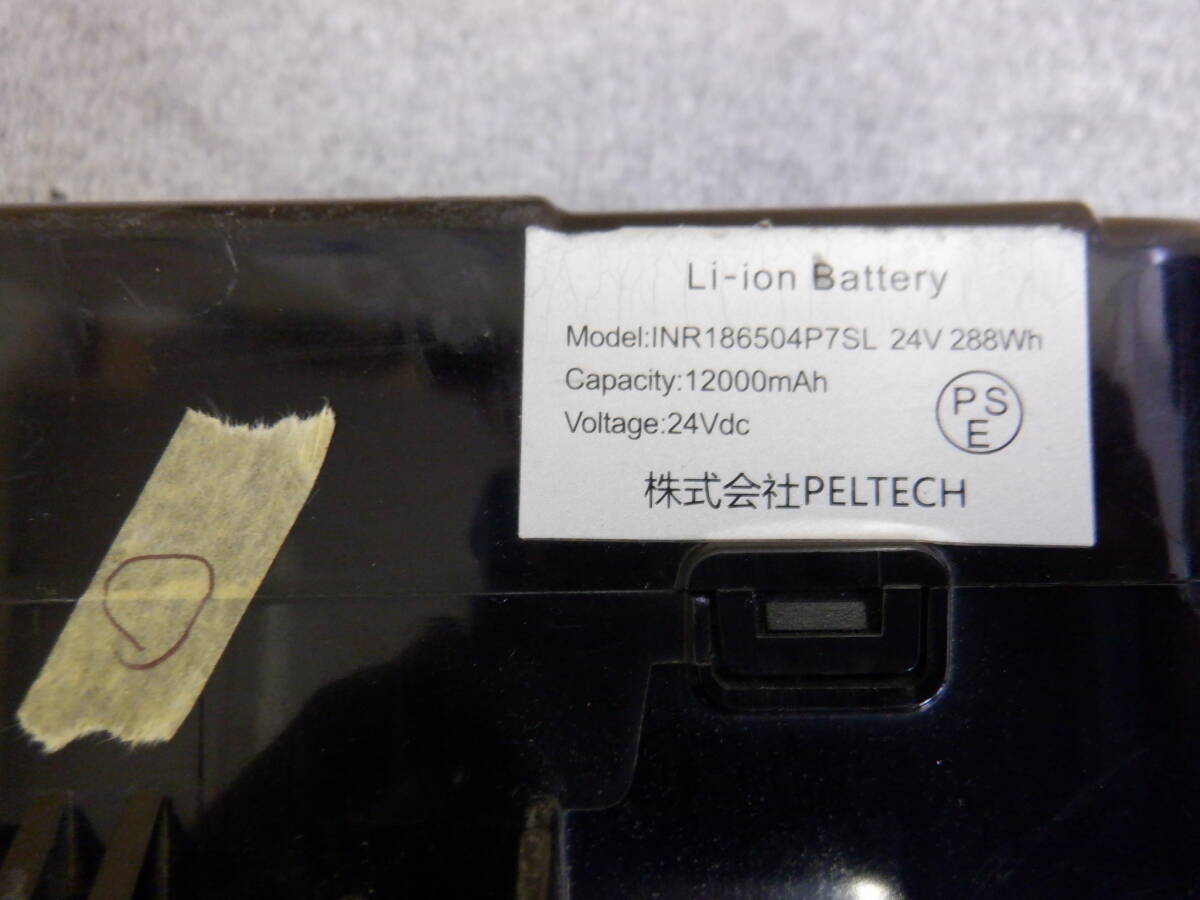 Li-ion Battery
Model:INR186504P7SL 24V 288Wh
Capacity:12000mAh
Voltage:24Vdc
PS
E
株式会社PELTECH